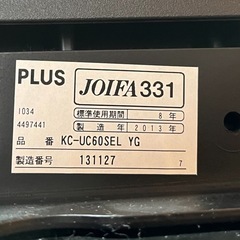 PLUS JOIFA331
1034
4497441
標準使用期間 8 年
製造年 2013年
品番 KC-UC60SEL YG
製造番号 131127 7